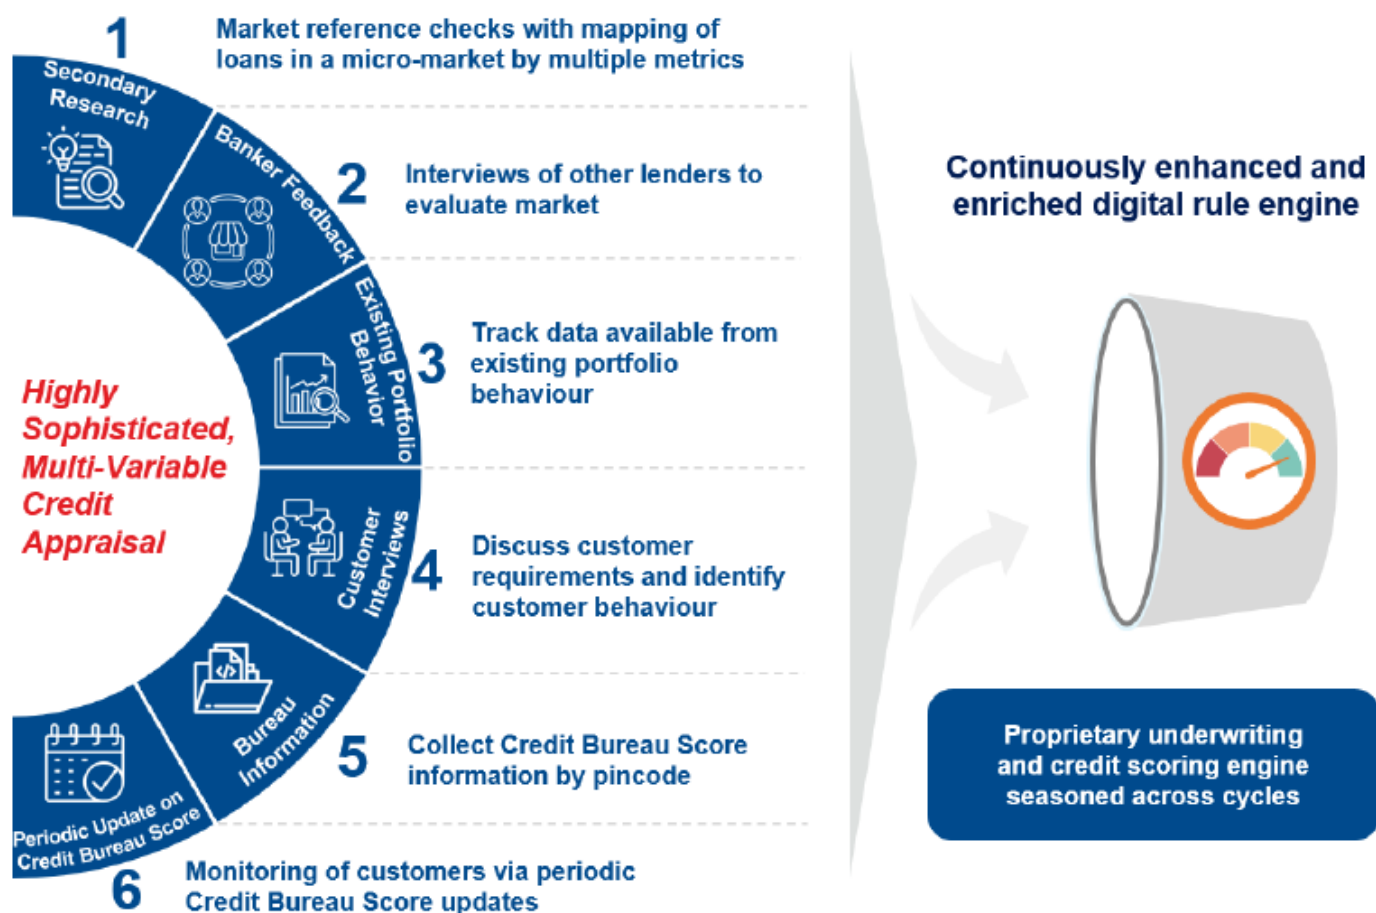 1
Market reference checks with mapping of
loans in a micro-market by multiple metrics
Secondary
Research
2
Interviews of other lenders to
evaluate market
Banker Feedback
3
Track data available from
existing portfolio
behaviour
Existing Portfolio
Behavior
Highly
Sophisticated,
Multi-Variable
Credit
Appraisal
4
Discuss customer
requirements and identify
customer behaviour
Customer
Interviews
5
Collect Credit Bureau Score
information by pincode
Bureau
Information
Periodic Update on
Credit Bureau Score
6
Monitoring of customers via periodic
Credit Bureau Score updates
Continuously enhanced and
enriched digital rule engine
Proprietary underwriting
and credit scoring engine
seasoned across cycles